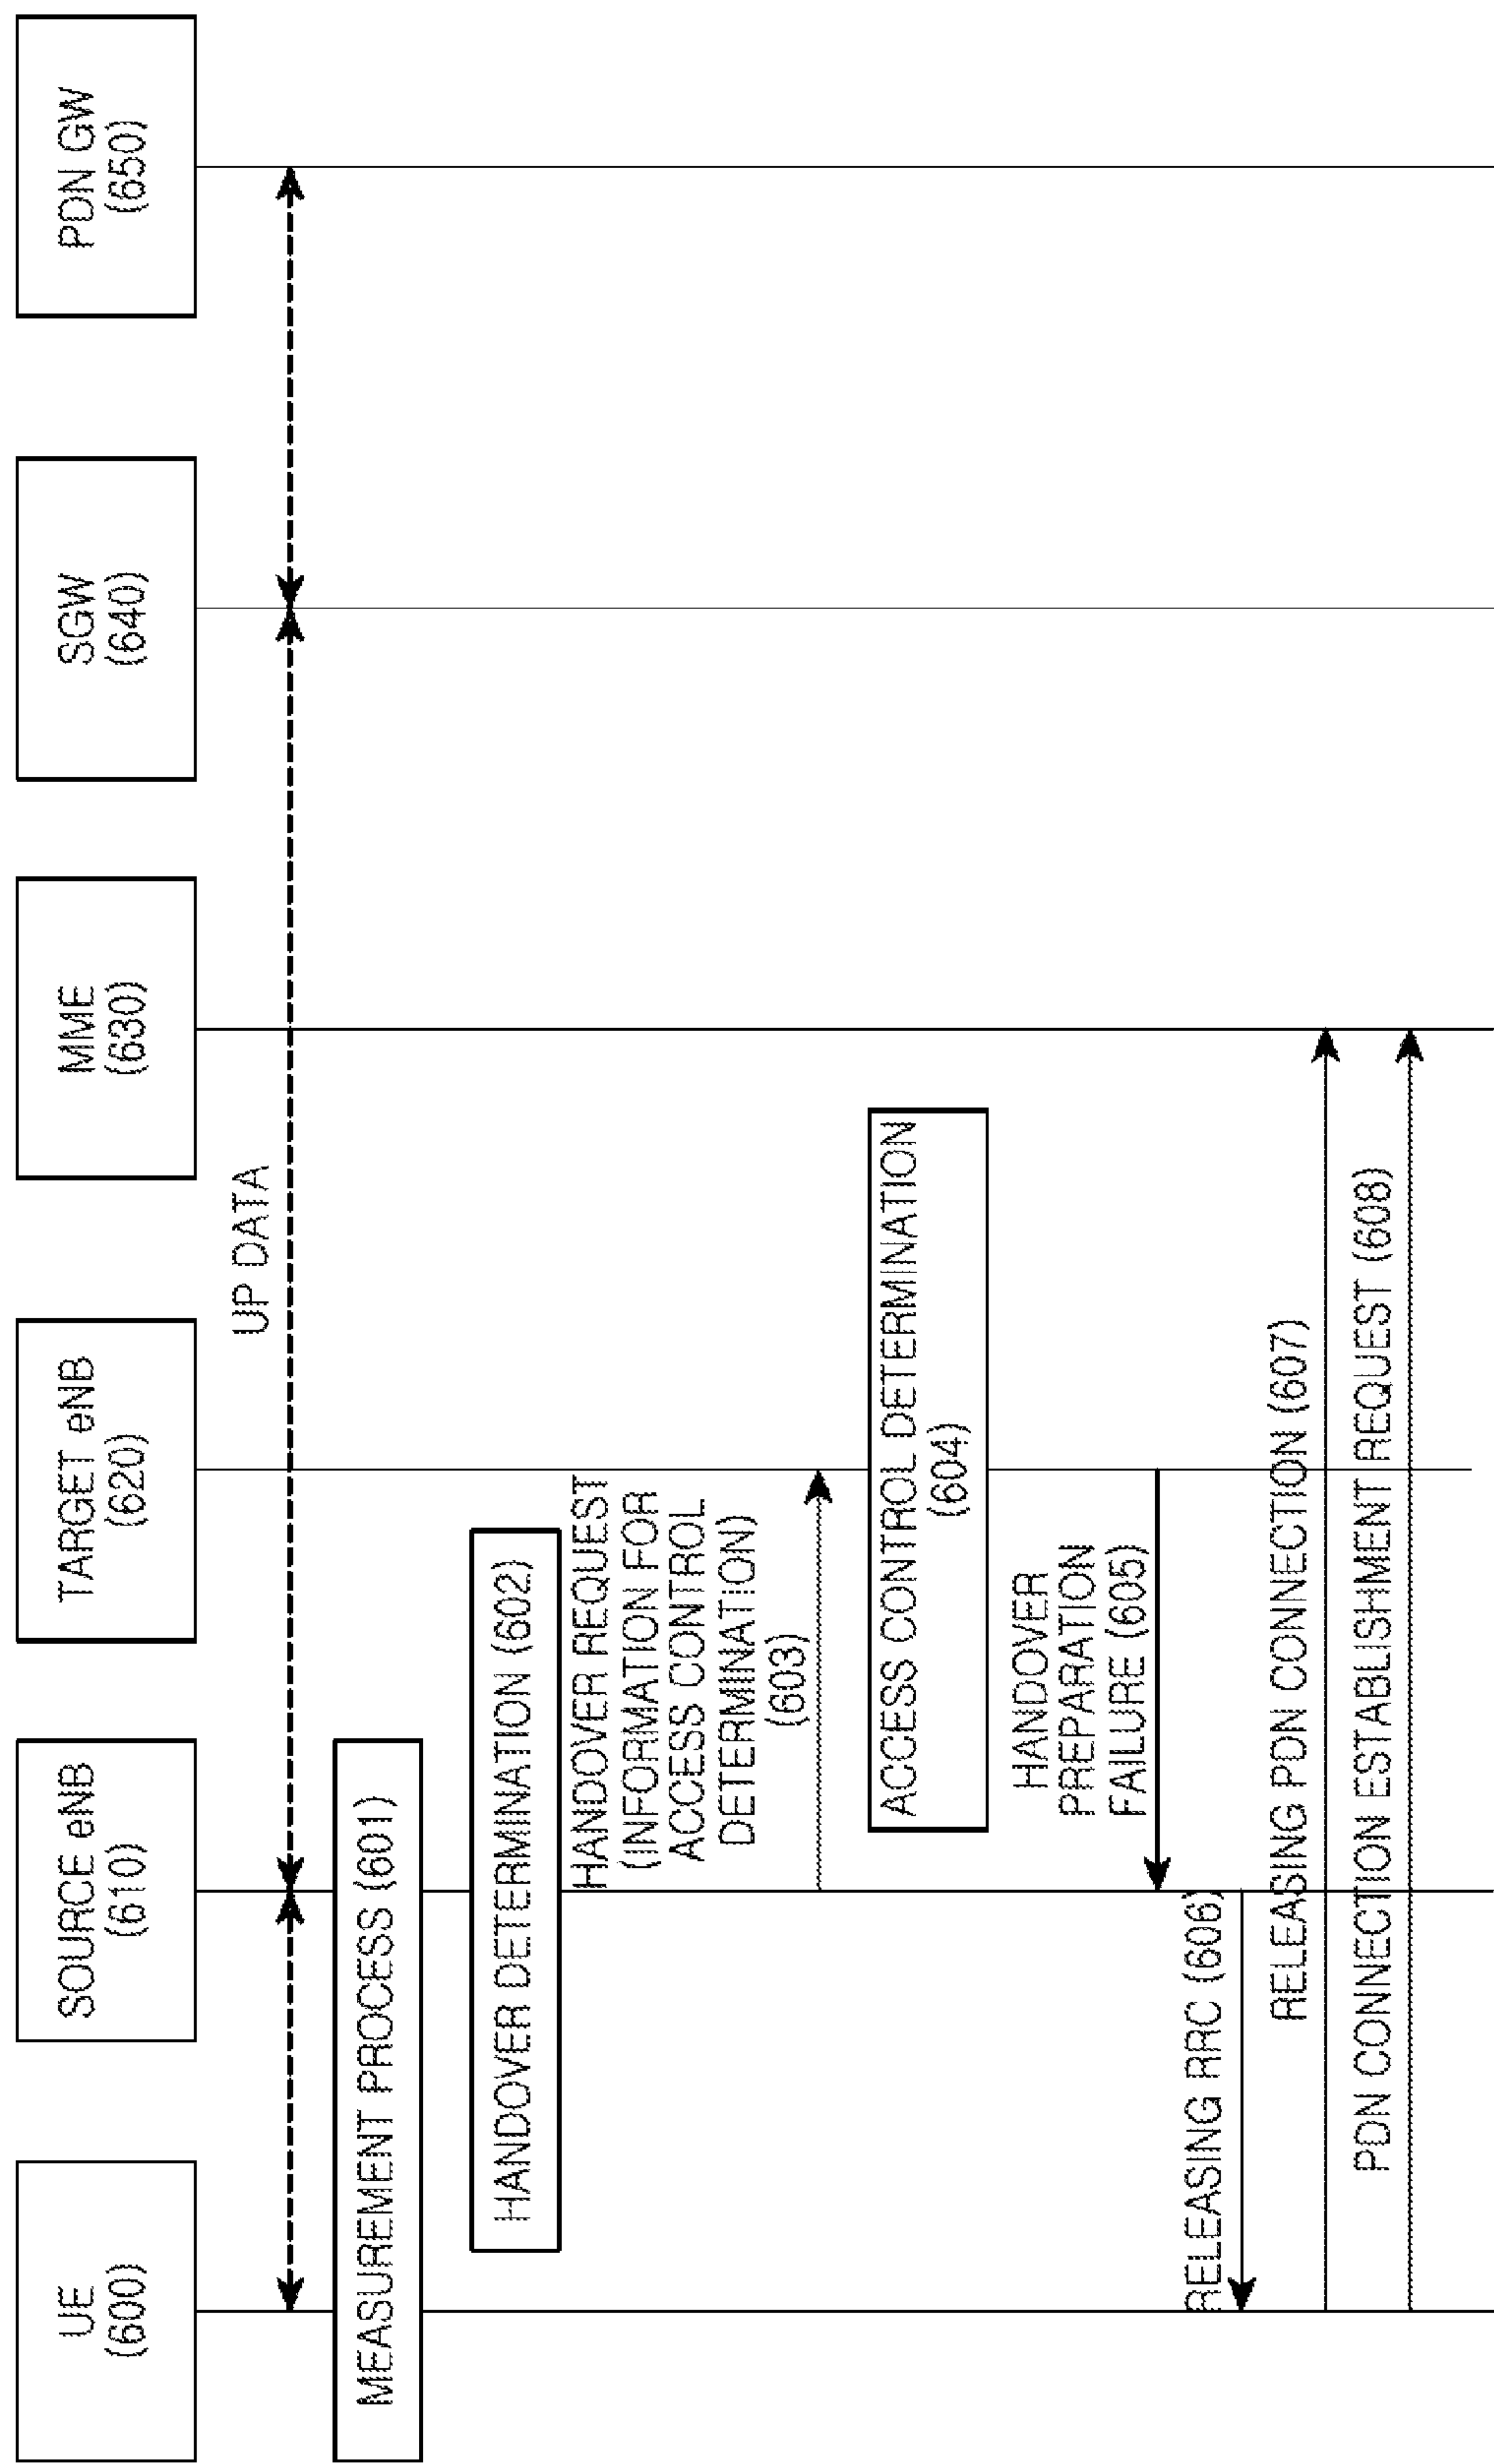 UE
(600)
SOURCE eNB
(610)
TARGET eNB
(620)
MME
(630)
SGW
(640)
PDN GW
(650)
UP DATA
MEASUREMENT PROCESS (601)
HANDOVER DETERMINATION (602)
HANDOVER REQUEST
(INFORMATION FOR
ACCESS CONTROL
DETERMINATION)
(603)
ACCESS CONTROL DETERMINATION
(604)
HANDOVER
PREPARATION
FAILURE (605)
RELEASING RRC (606)
RELEASING PDN CONNECTION (607)
PDN CONNECTION ESTABLISHMENT REQUEST (608)